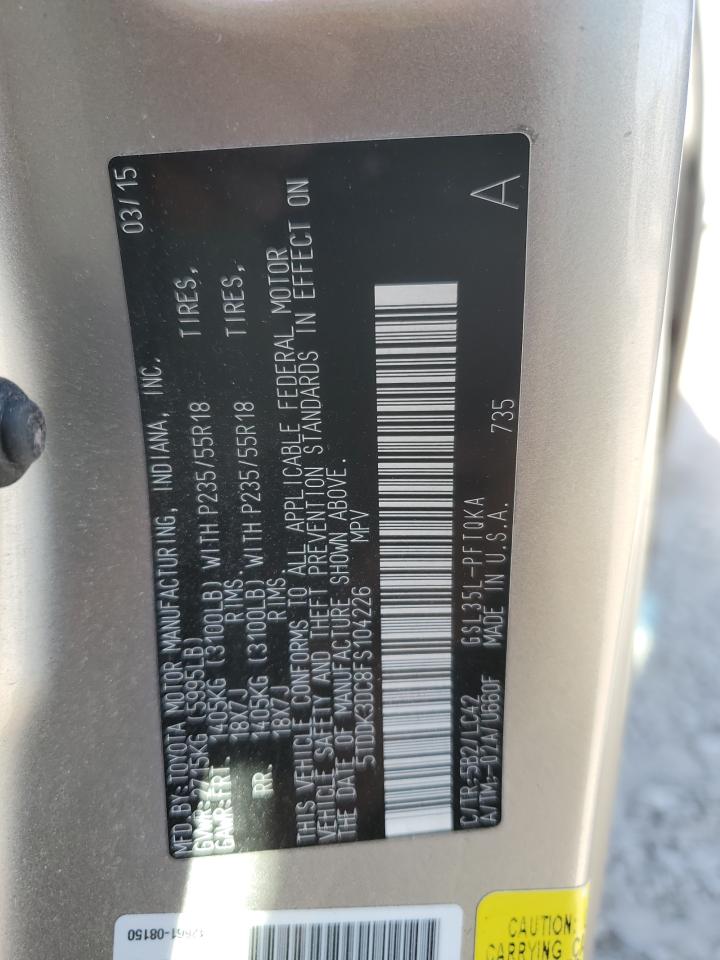 MFD.BY:TOYOTA MOTOR MANUFACTURING, INDIANA, INC. 03/15
GVWR:2715KG (5995LB)
GAWR:FRT. 1405KG (3100LB) WITH P235/55R18 TIRES,
18X7J RIMS.
RR. 1405KG (3100LB) WITH P235/55R18 TIRES,
18X7J RIMS.
THIS VEHICLE CONFORMS TO ALL APPLICABLE FEDERAL MOTOR
VEHICLE SAFETY AND THEFT PREVENTION STANDARDS IN EFFECT ON
THE DATE OF MANUFACTURE SHOWN ABOVE.
5TDDK3DC8FS104226 MPV
C/TR:5B2/LC42 GSL35L-PFTQKA 735
A/TM:-02A/U660F MADE IN U.S.A. A
12661-08150
CAUTION:
CARRYING